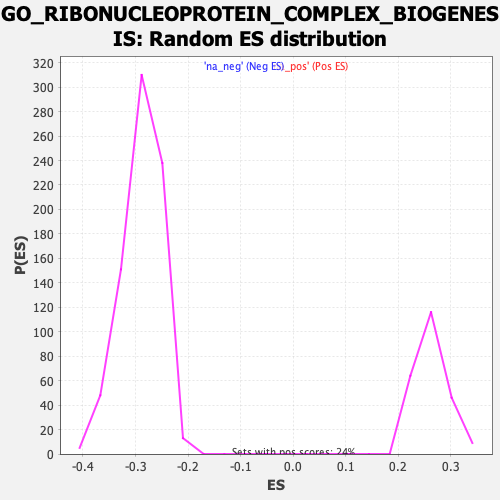 GO_RIBONUCLEOPROTEIN_COMPLEX_BIOGENES
IS: Random ES distribution
'na_neg' (Neg ES)_pos' (Pos ES)
320
300
280
260
240
220
200
180
160
140
120
100
80
60
40
20
0
P(ES)
Sets with pos scores: 24%
-0.4 -0.3 -0.2 -0.1 0.0 0.1 0.2 0.3
ES